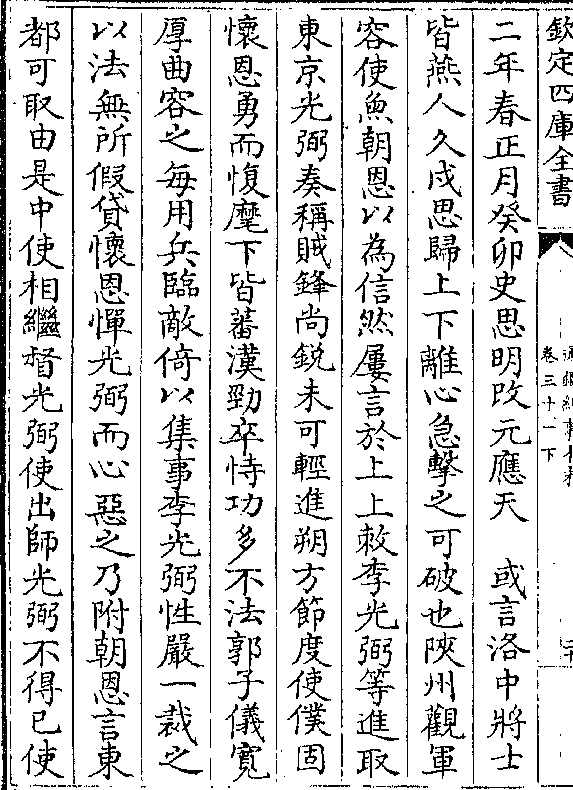 欽定四庫全書
卷三十一下
二年春正月癸卯史思明改元應天　或言洛中將士
皆燕人久戍思歸上下離心急擊之可破也陜州觀軍
容使魚朝恩以為信然屢言於上上敕李光弼等進取
東京光弼奏稱賊鋒尚銳未可輕進朔方節度使僕固
懷恩勇而愎麾下皆蕃漢勁卒恃功多不法郭子儀寛
厚曲容之每用兵臨敵倚以集事李光弼性嚴一裁之
以法無所假貸懷恩憚光弼而心惡之乃附朝恩言東
都可取由是中使相繼督光弼使出師光弼不得已使